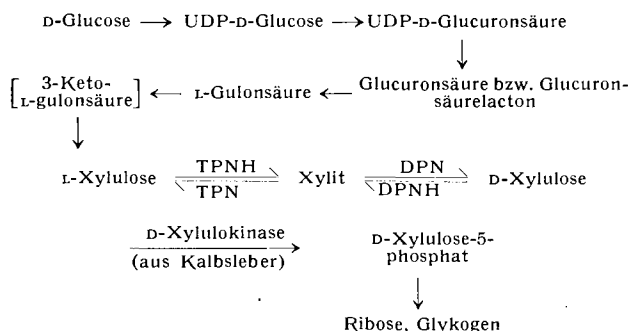 D-Glucose → UDP-D-Glucose → UDP-D-Glucuronsäure
Glucuronsäure bzw. Glucuron-
säurelacton
← L-Gulonsäure ←
[3-Keto-
L-gulonsäure]
L-Xylulose TPNH Xylit DPN D-Xylulose
TPN DPNH
D-Xylulokinase
(aus Kalbsleber)
D-Xylulose-5-
phosphat
Ribose, Glykogen